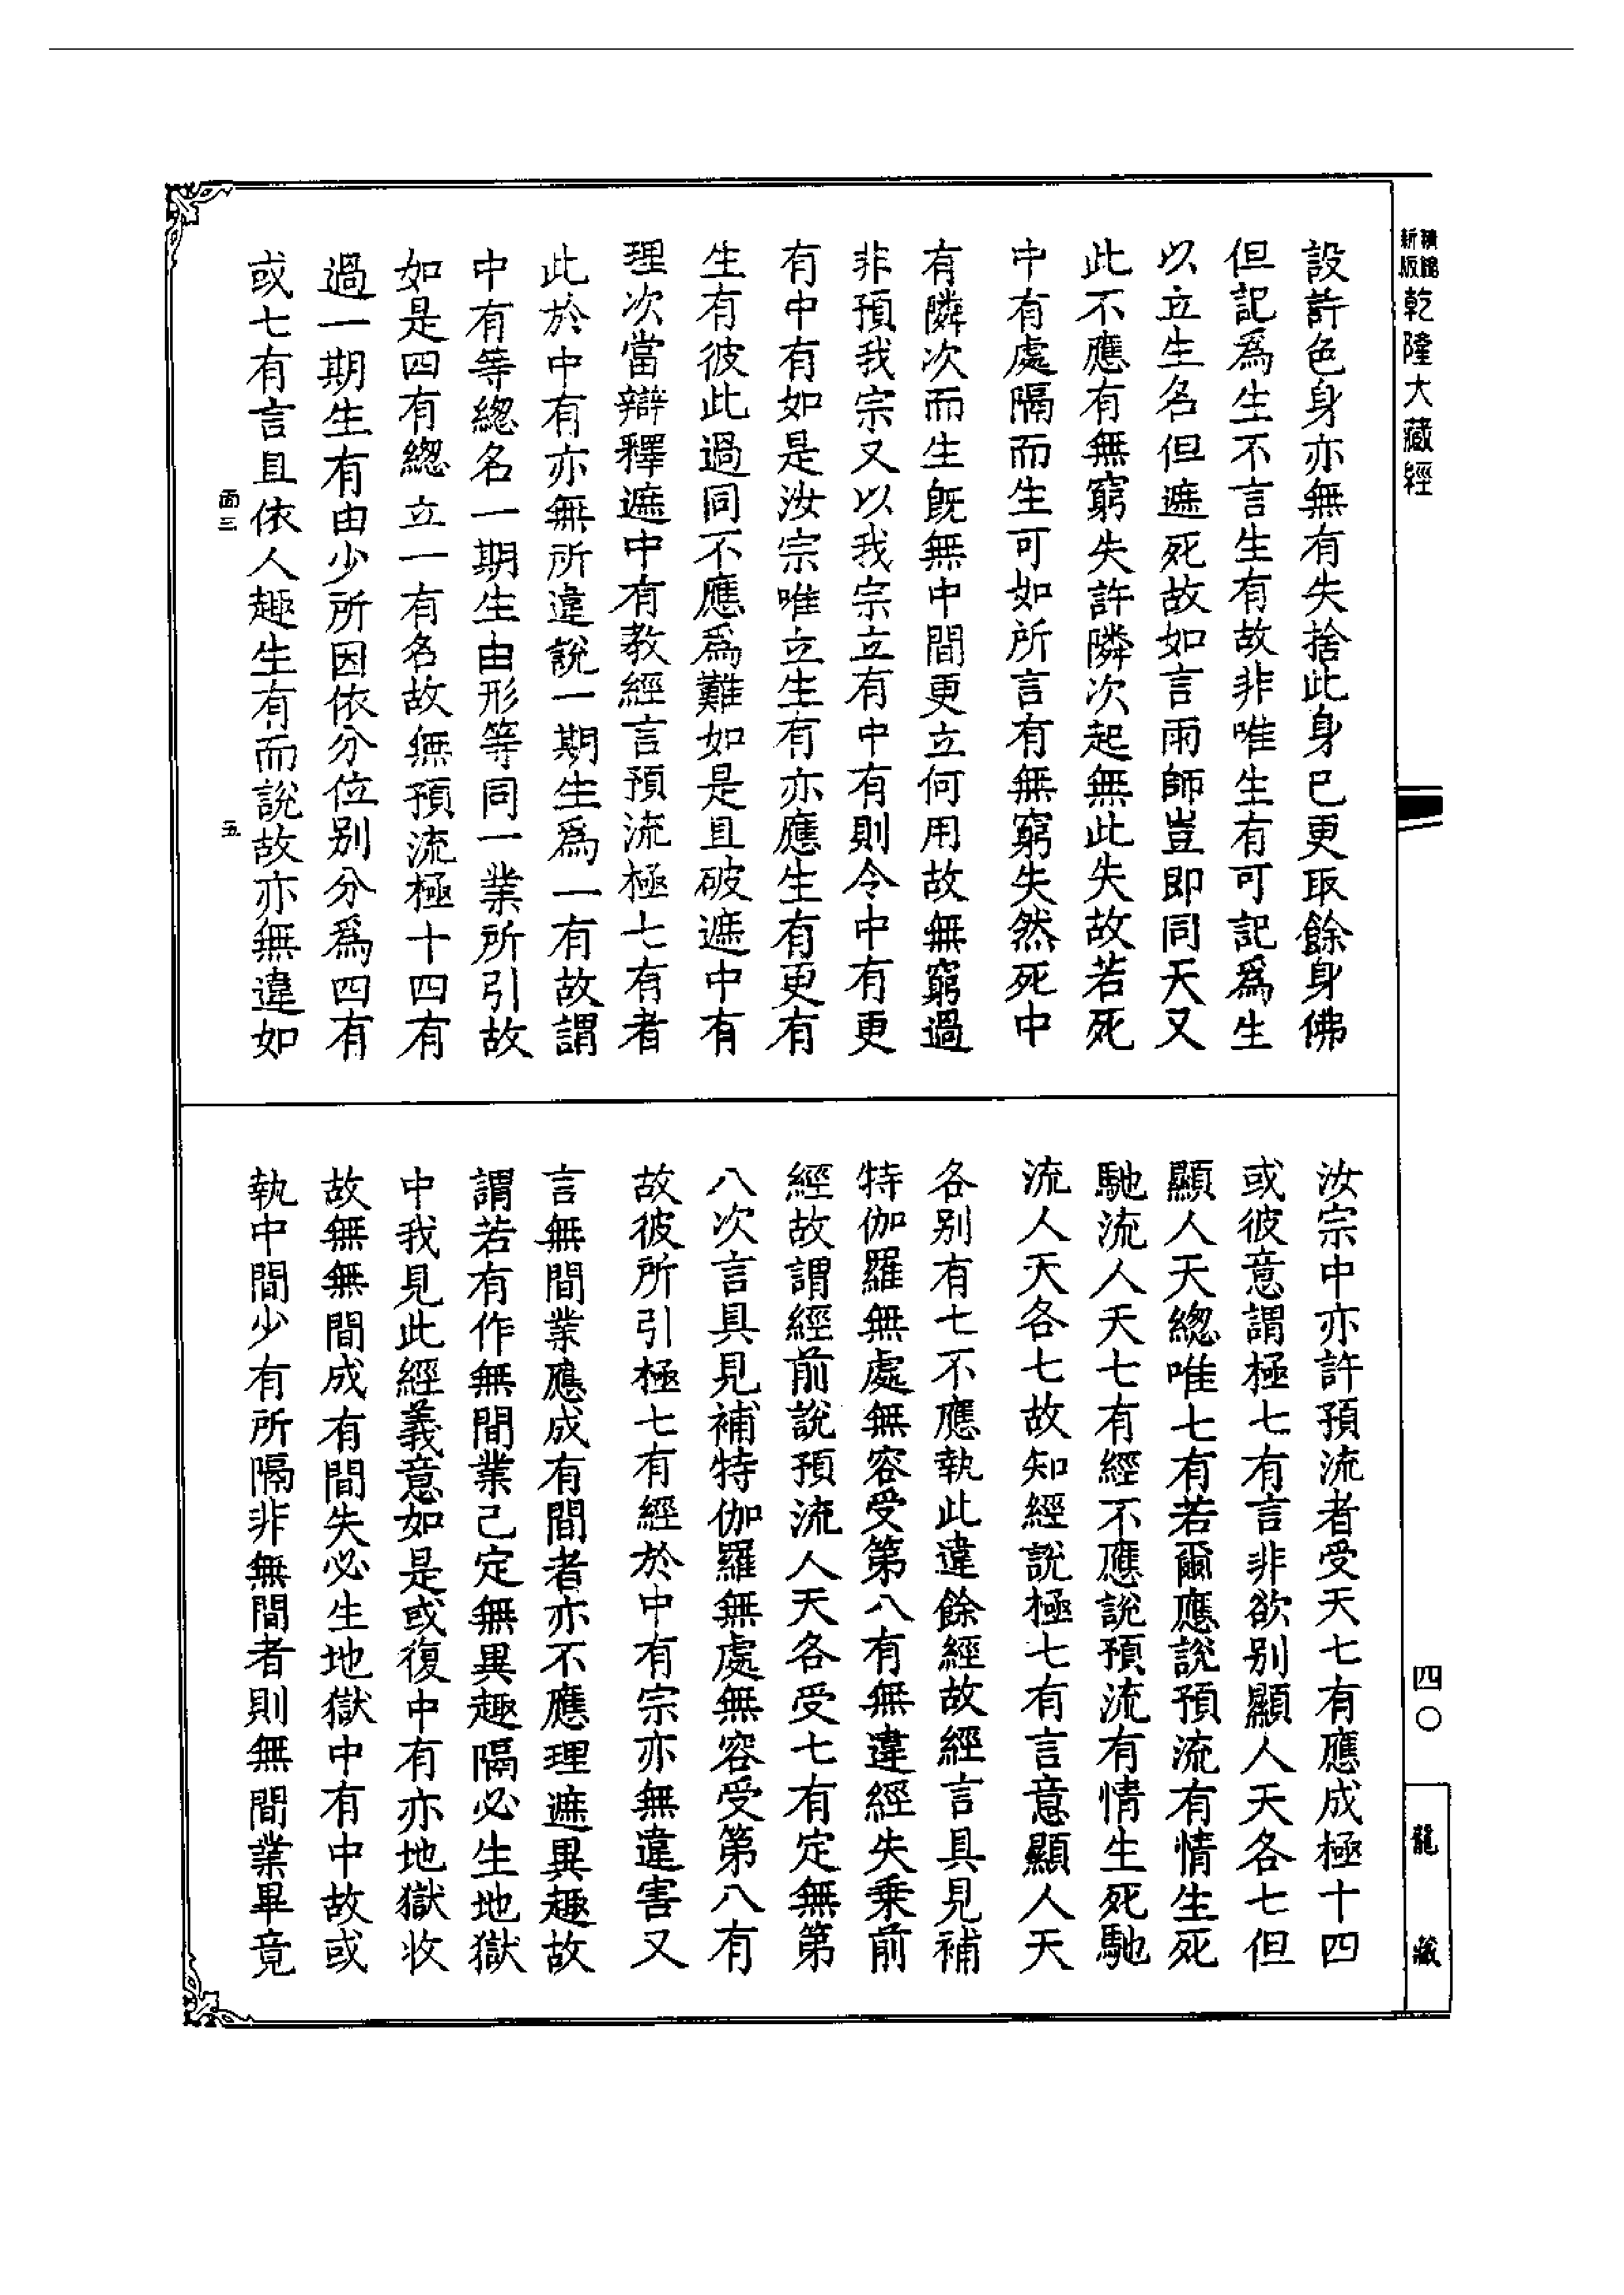 新版
精縮
乾隆大藏經
設許色身亦無有失捨此身已更取餘身佛
但記爲生不言生有故非唯生有可記爲生
以立生名但遮死故如言雨師豈即同天又
此不應有無窮失許隣次起無此失故若死
中有處隔而生可如所言有無窮失然死中
有隣次而生旣無中間更立何用故無窮過
非預我宗又以我宗立有中有則令中有更
有中有如是汝宗唯立生有亦應生有更有
生有彼此過同不應爲難如是且破遮中有
理次當辯釋遮中有教經言預流極七有者
此於中有亦無所違說一期生爲一有故謂
中有等總名一期生由形等同一業所引故
如是四有總立一有名故無預流極十四有
過一期生有由少所因依分位別分爲四有
或七有言且依人趣生有而說故亦無違如
面三
五
汝宗中亦許預流者受天七有應成極十四
或彼意謂極七有言非欲别顯人天各七但
顯人天總唯七有若爾應說預流有情生死
馳流人天七有經不應說預流有情生死馳
流人天各七故知經說極七有言意顯人天
各別有七不應執此違餘經故經言具見補
特伽羅無處無容受第八有無違經失乘前
經故謂經前說預流人天各受七有定無第
八次言具見補特伽羅無處無容受第八有
故彼所引極七有經於中有宗亦無違害又
言無間業應成有間者亦不應理遮異趣故
謂若有作無間業已定無異趣隔必生地獄
中我見此經義意如是或復中有亦地獄收
故無無間成有間失必生地獄中有中故或
執中間少有所隔非無間者則無間業畢竟
四〇
龍藏